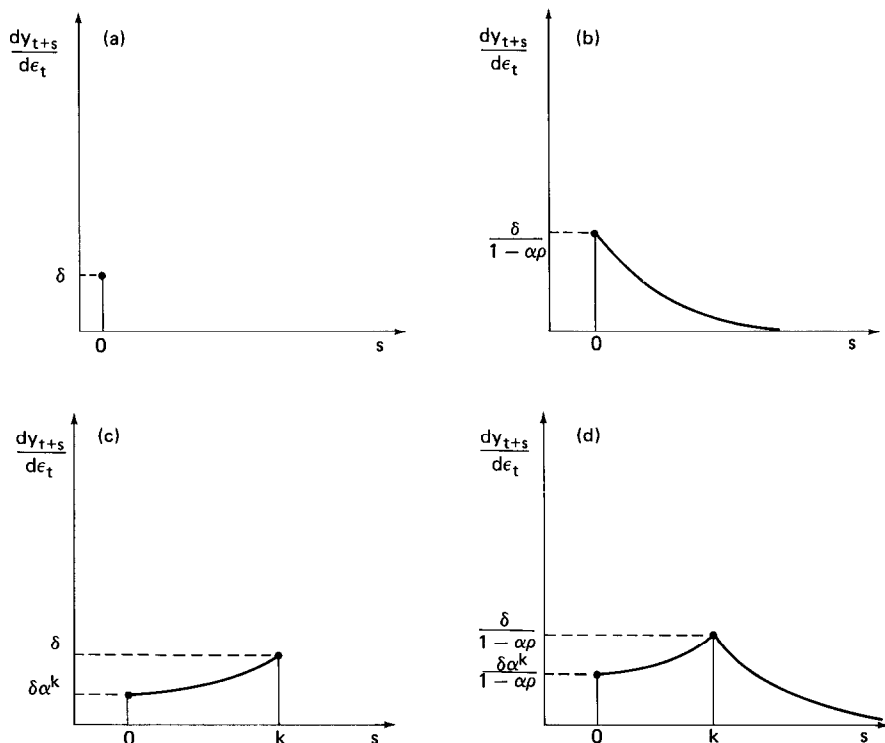 (a)
dy_{t+s}
dϵ_t
δ
0
s
(b)
dy_{t+s}
dϵ_t
δ
1 − αρ
0
s
(c)
dy_{t+s}
dϵ_t
δ
δα^k
0
k
s
(d)
dy_{t+s}
dϵ_t
δ
1 − αρ
δα^k
1 − αρ
0
k
s